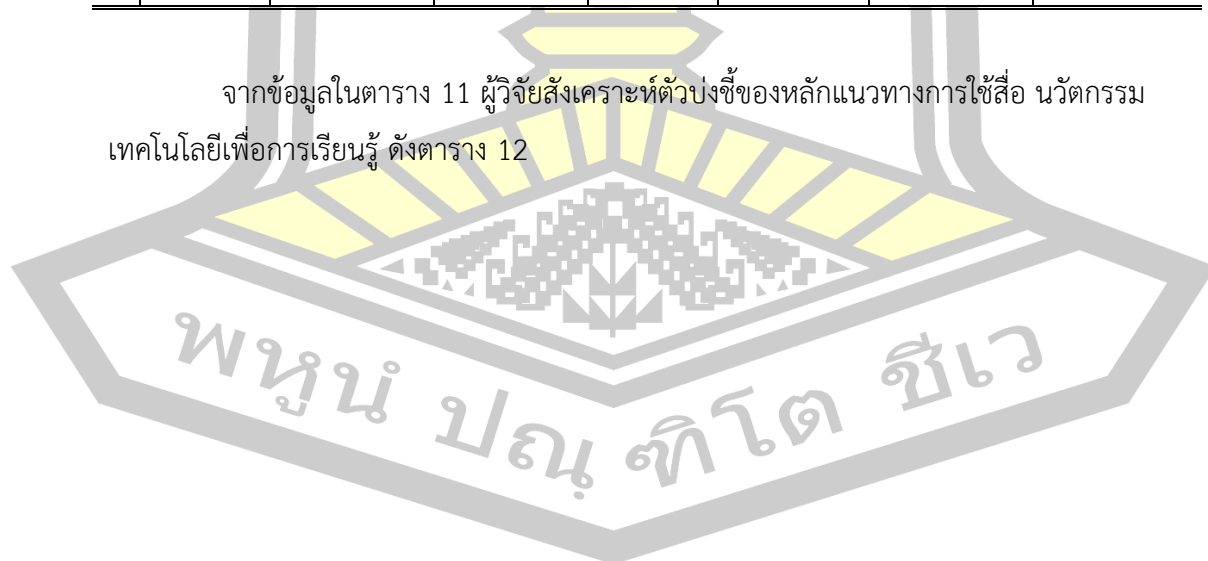 จากข้อมูลในตาราง 11 ผู้วิจัยสังเคราะห์ตัวบ่งชี้ของหลักแนวทางการใช้สื่อ นวัตกรรม
เทคโนโลยีเพื่อการเรียนรู้ ดังตาราง 12
พหูนํ ปณฺฑิโต ชีเว